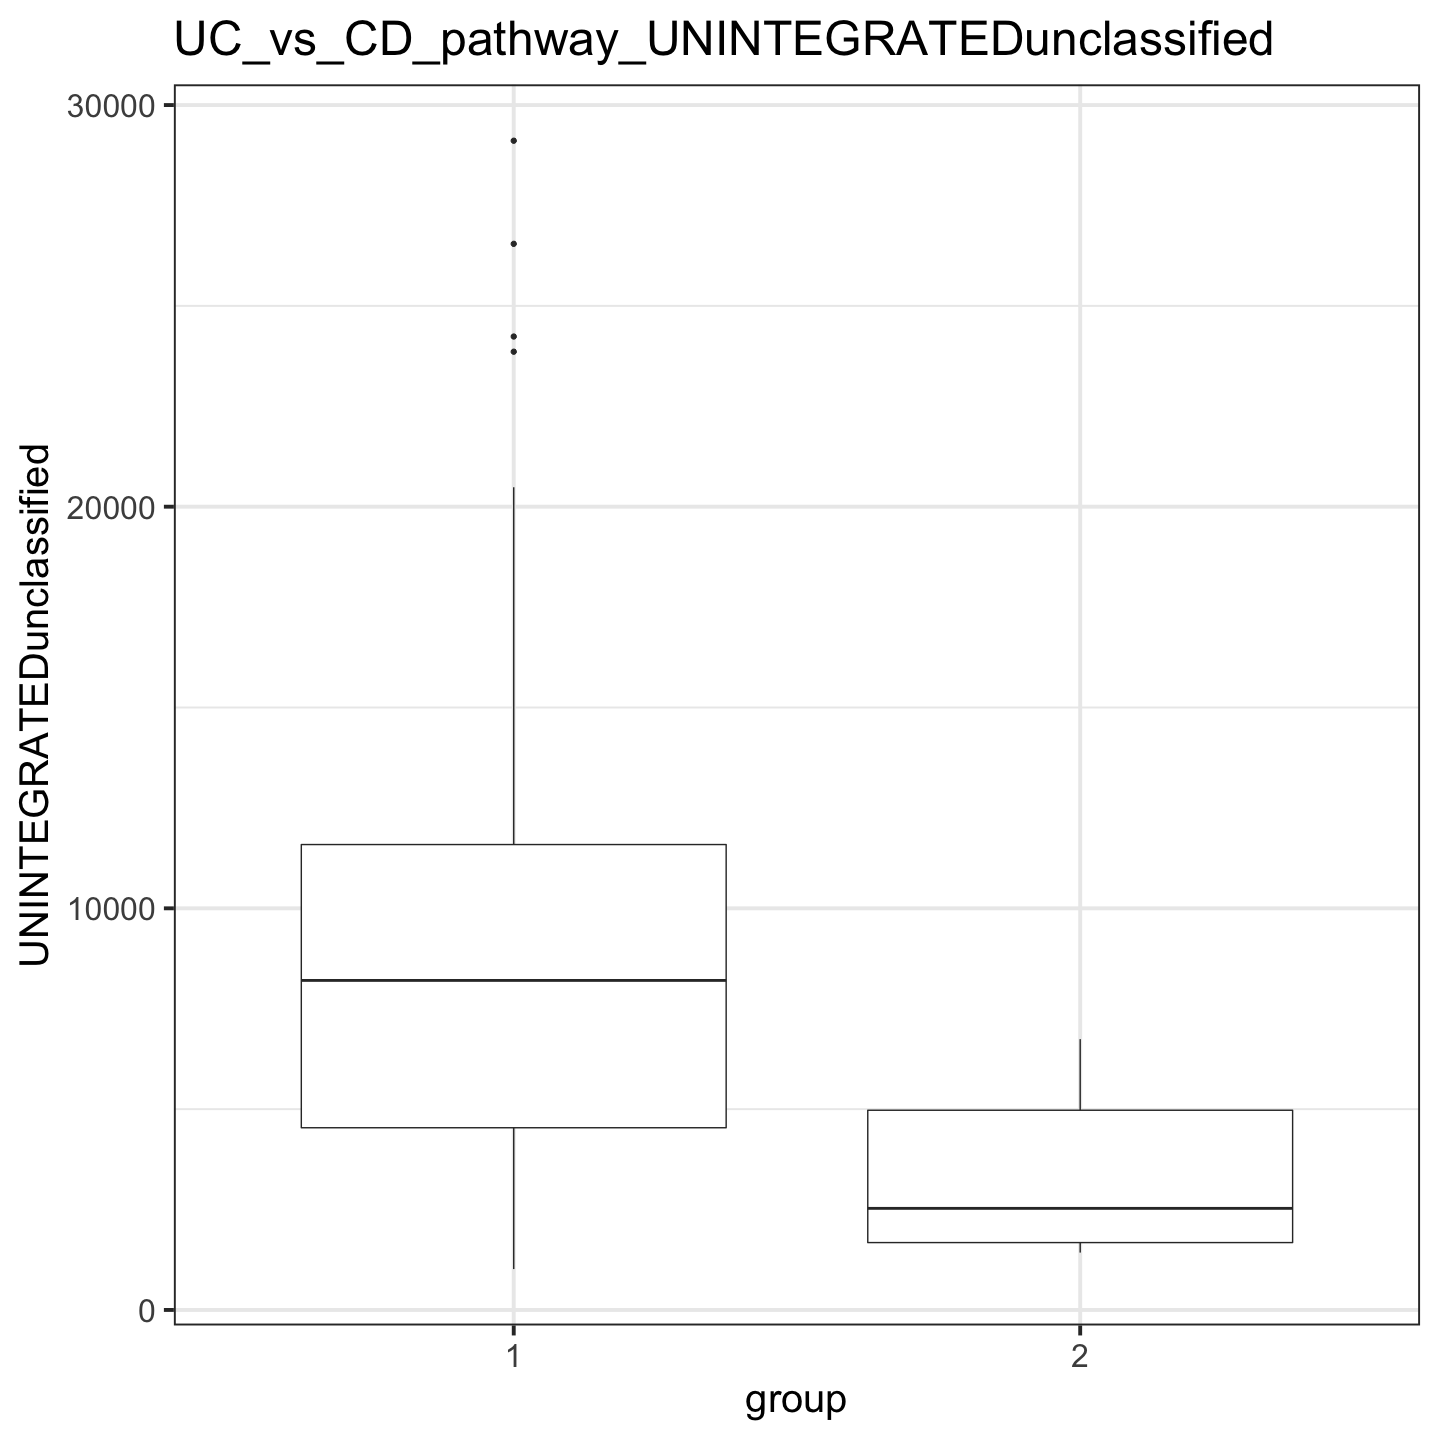 UC_vs_CD_pathway_UNINTEGRATEDunclassified
UNINTEGRATEDunclassified
30000
20000
10000
0
1
2
group